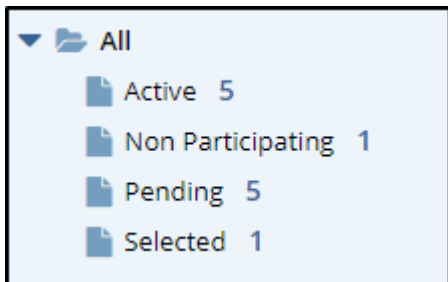 All
Active 5
Non Participating 1
Pending 5
Selected 1